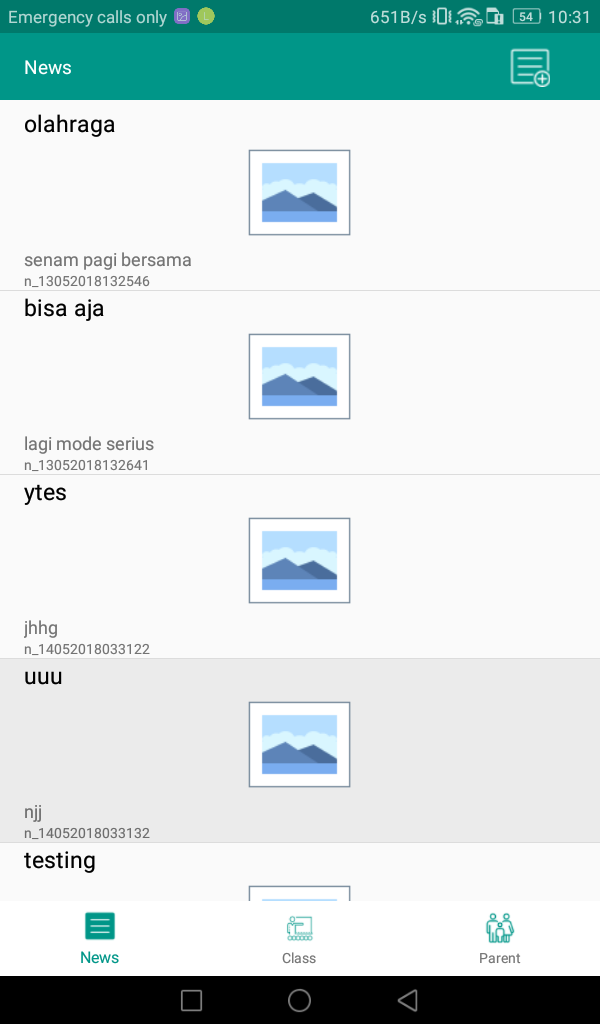 Emergency calls only
651B/s 54 10:31
News
olahraga
senam pagi bersama
n_13052018132546
bisa aja
lagi mode serius
n_13052018132641
ytes
jhhg
n_14052018033122
uuu
njj
n_14052018033132
testing
News Class Parent